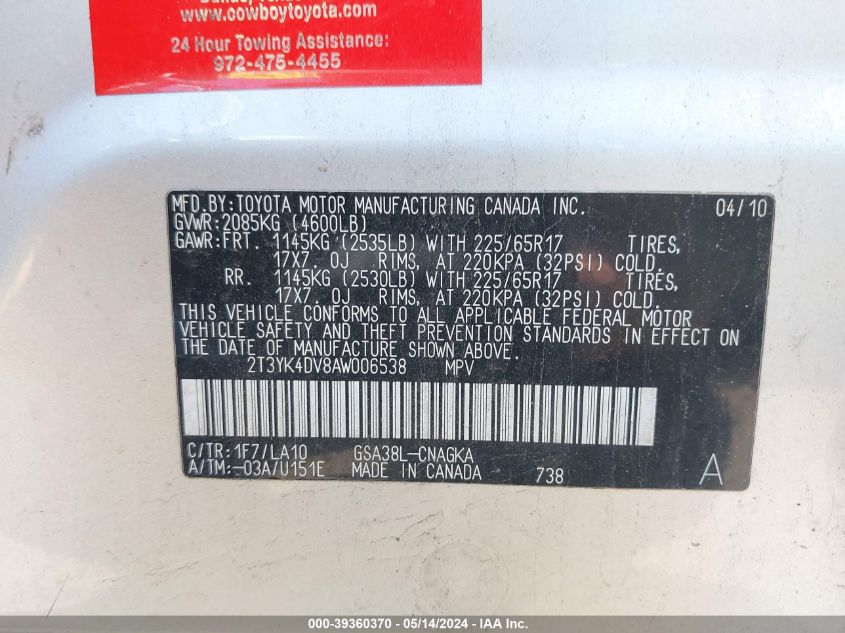 www.cowboytoyota.com
24 Hour Towing Assistance:
972-475-4455
MFD.BY:TOYOTA MOTOR MANUFACTURING CANADA INC. 04/10
GVWR:2085KG (4600LB)
GAWR:FRT. 1145KG (2535LB) WITH 225/65R17 TIRES,
17X7. 0J RIMS, AT 220KPA (32PSI) COLD.
RR. 1145KG (2530LB) WITH 225/65R17 TIRES,
17X7. 0J RIMS, AT 220KPA (32PSI) COLD.
THIS VEHICLE CONFORMS TO ALL APPLICABLE FEDERAL MOTOR
VEHICLE SAFETY AND THEFT PREVENTION STANDARDS IN EFFECT ON
THE DATE OF MANUFACTURE SHOWN ABOVE.
2T3YK4DV8AW006538 MPV
C/TR:1F7/LA10 GSA38L-CNAGKA
A/TM:-03A/U151E MADE IN CANADA 738 A
000-39360370 - 05/14/2024 - IAA Inc.